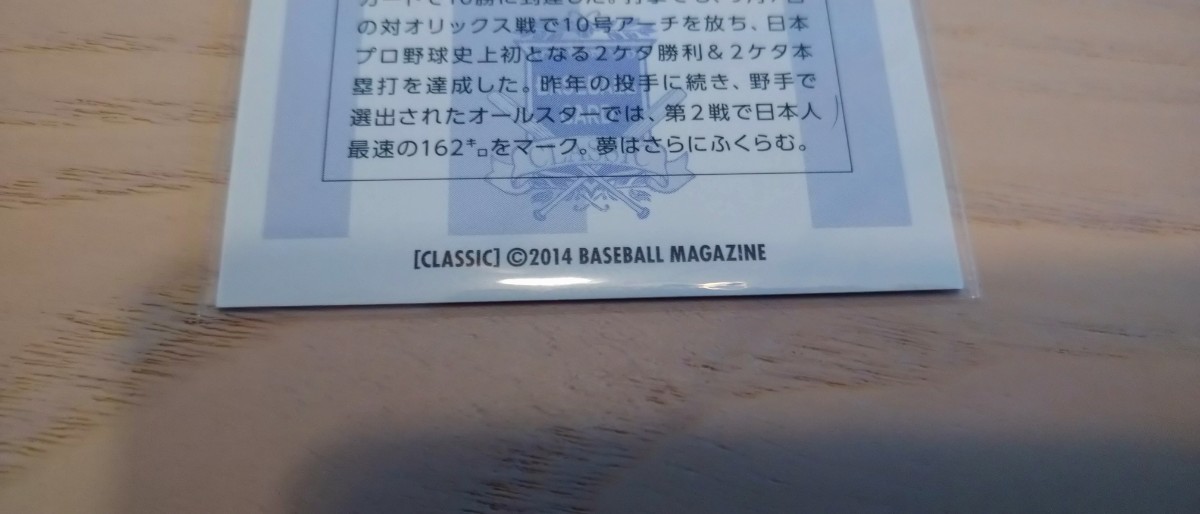 の対オリックス戦で10号アーチを放ち、日本
プロ野球史上初となる2ケタ勝利&2ケタ本
塁打を達成した。昨年の投手に続き、野手で
選出されたオールスターでは、第2戦で日本人
最速の162㌔をマーク。夢はさらにふくらむ。
BASEBALL
CARD
CLASSIC
[CLASSIC] ©2014 BASEBALL MAGAZINE